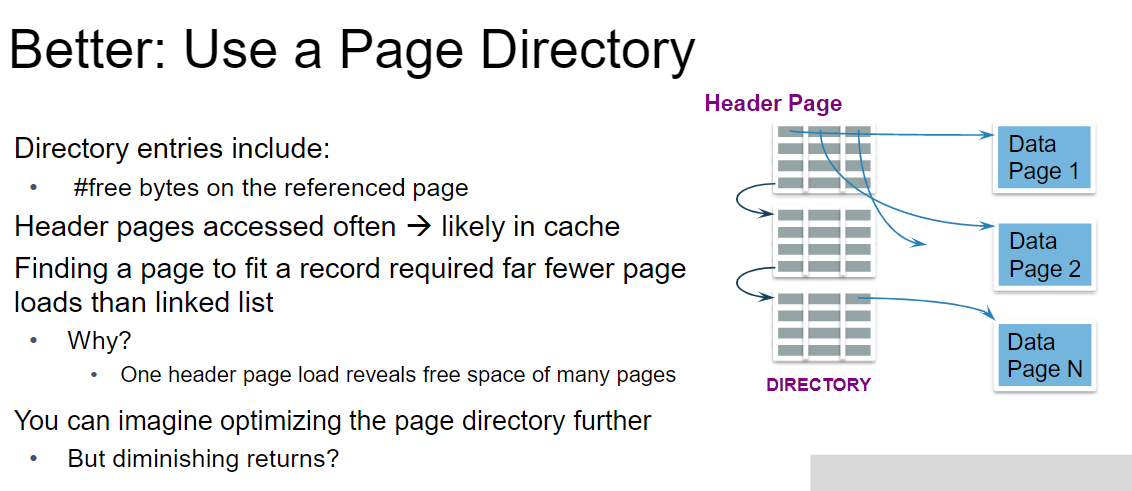 Better: Use a Page Directory
Directory entries include:
• #free bytes on the referenced page
Header pages accessed often → likely in cache
Finding a page to fit a record required far fewer page
loads than linked list
• Why?
• One header page load reveals free space of many pages
You can imagine optimizing the page directory further
• But diminishing returns?
Header Page
Data
Page 1
Data
Page 2
Data
Page N
DIRECTORY